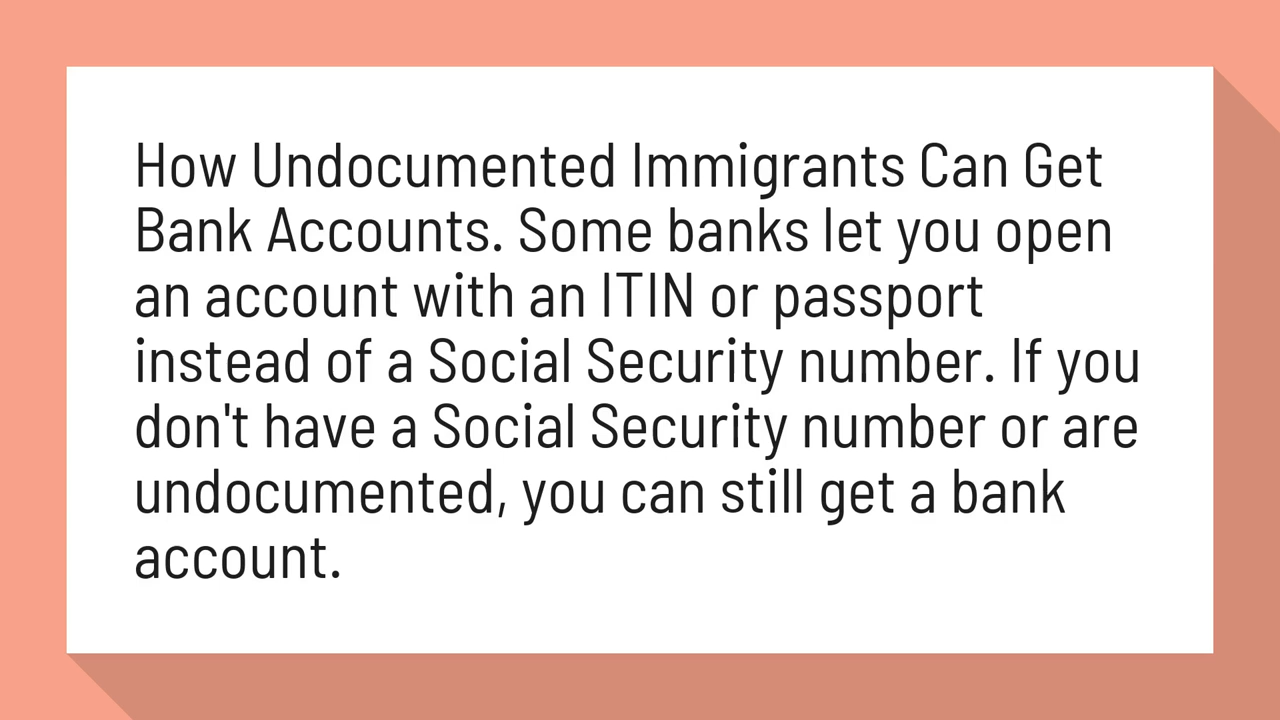 How Undocumented Immigrants Can Get
Bank Accounts. Some banks let you open
an account with an ITIN or passport
instead of a Social Security number. If you
don't have a Social Security number or are
undocumented, you can still get a bank
account.